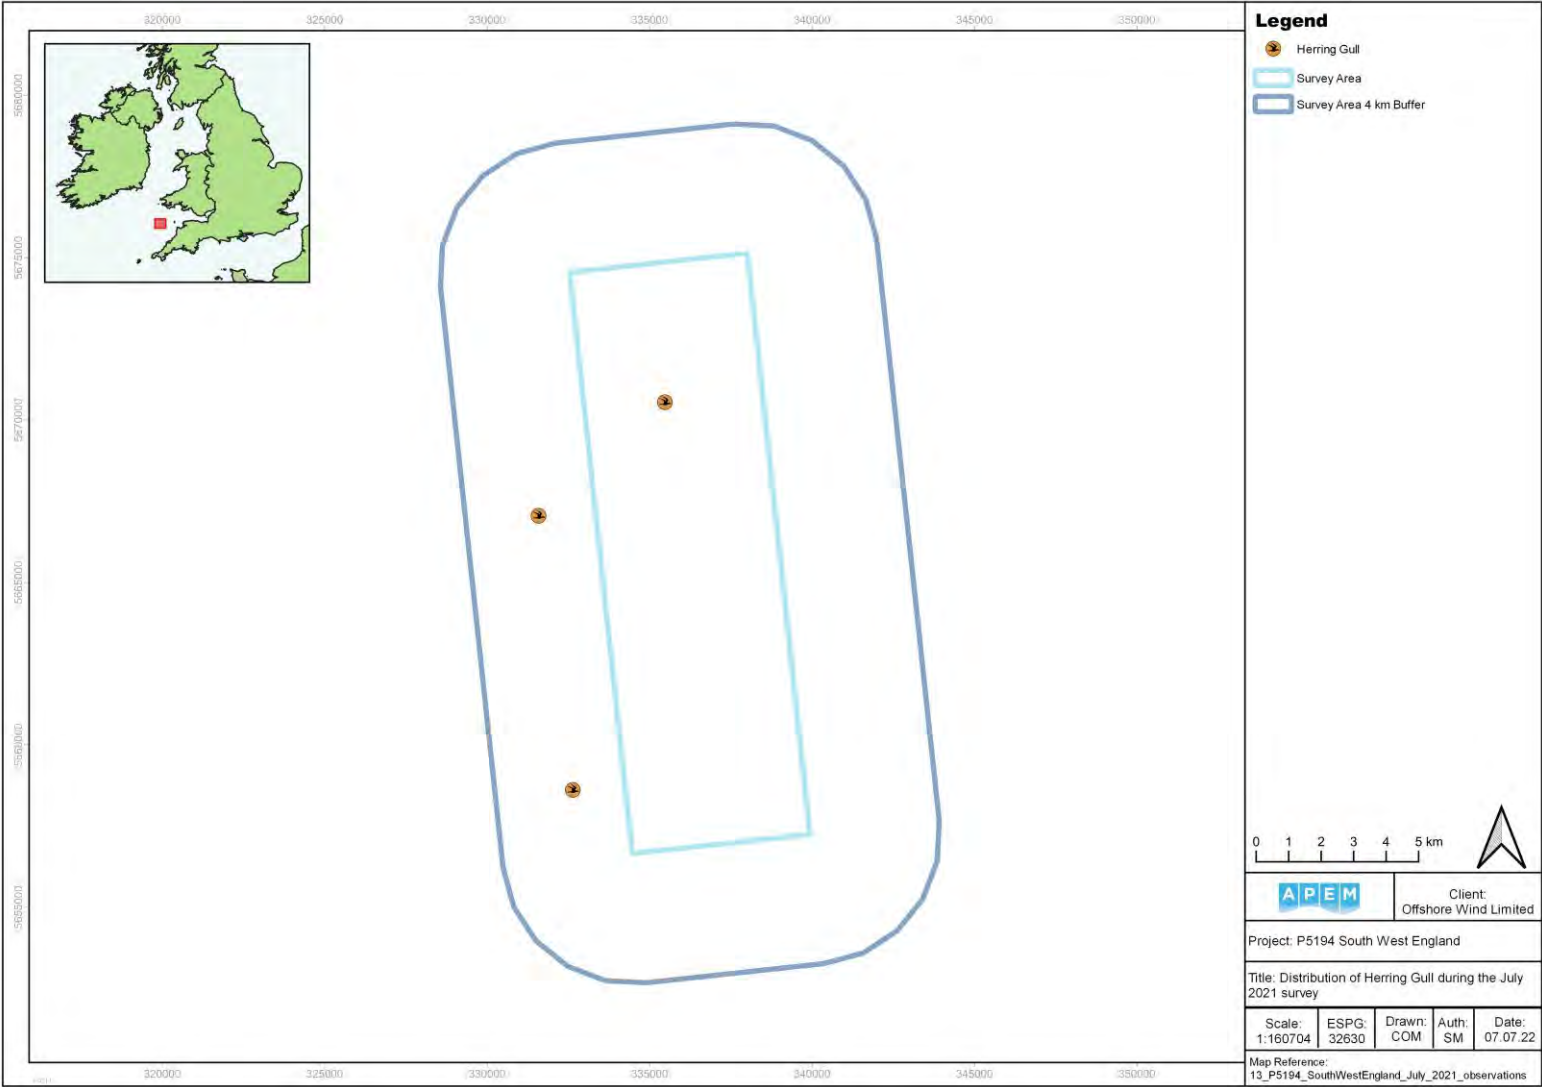 320000 325000 330000 335000 340000 345000 350000
5680000
5675000
5670000
5665000
5660000
5655000
320000 325000 330000 335000 340000 345000 350000
Legend
Herring Gull
Survey Area
Survey Area 4 km Buffer
0 1 2 3 4 5 km
APEM
Client:
Offshore Wind Limited
Project: P5194 South West England
Title: Distribution of Herring Gull during the July
2021 survey
Scale: ESPG: Drawn: Auth: Date:
1:160704 32630 COM SM 07.07.22
Map Reference:
13_P5194_SouthWestEngland_July_2021_observations